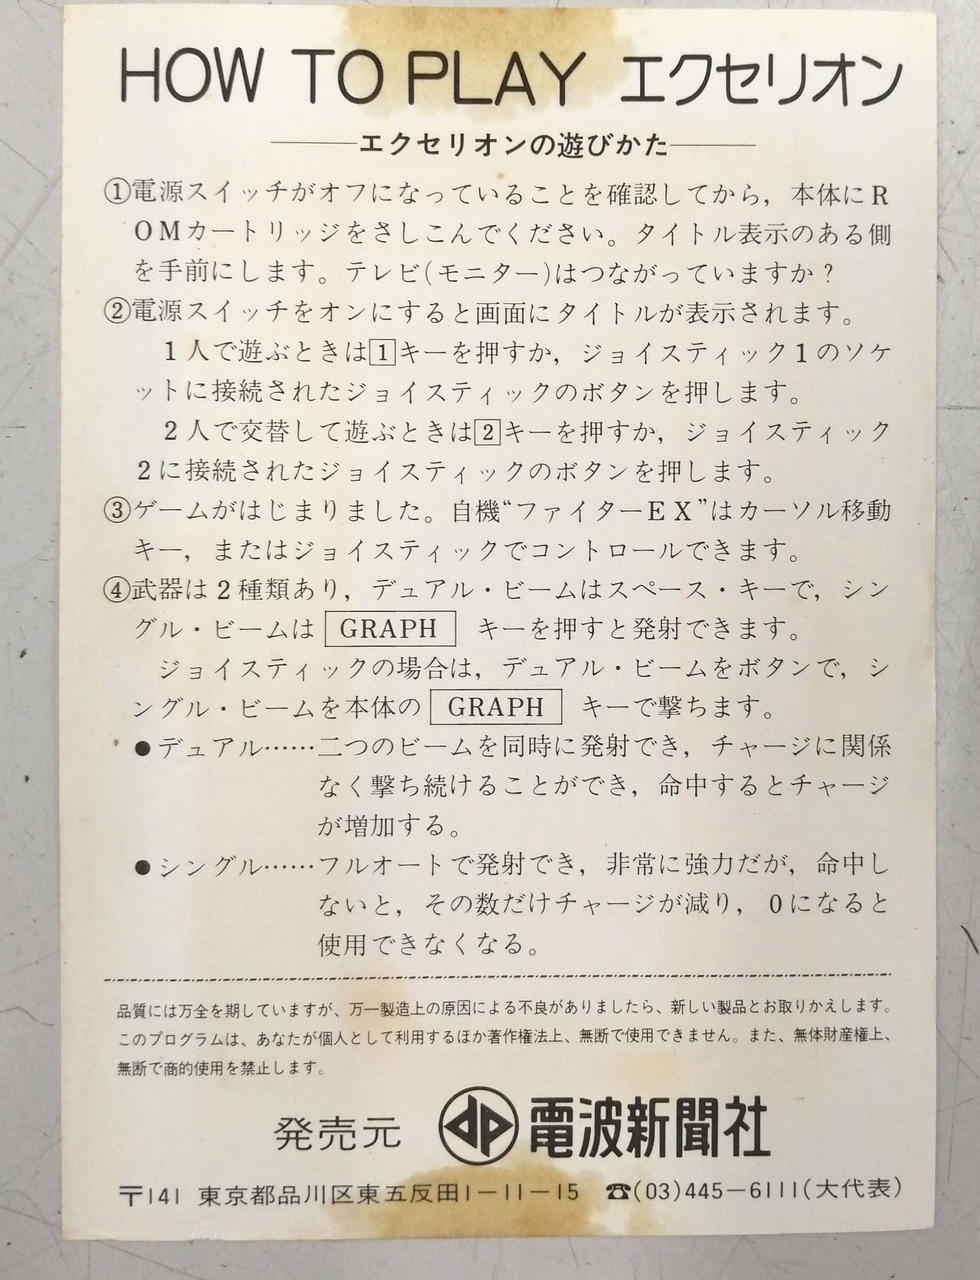 HOW TO PLAY エクセリオン
エクセリオンの遊びかた
①電源スイッチがオフになっていることを確認してから，本体にR
OMカートリッジをさしこんでください。タイトル表示のある側
を手前にします。テレビ(モニター)はつながっていますか？
②電源スイッチをオンにすると画面にタイトルが表示されます。
1人で遊ぶときは1キーを押すか，ジョイスティック1のソケ
ットに接続されたジョイスティックのボタンを押します。
2人で交替して遊ぶときは2キーを押すか，ジョイスティック
2に接続されたジョイスティックのボタンを押します。
③ゲームがはじまりました。自機“ファイターEX”はカーソル移動
キー，またはジョイスティックでコントロールできます。
④武器は2種類あり，デュアル・ビームはスペース・キーで，シン
グル・ビームは GRAPH キーを押すと発射できます。
ジョイスティックの場合は，デュアル・ビームをボタンで，シ
ングル・ビームを本体の GRAPH キーで撃ちます。
●デュアル……二つのビームを同時に発射でき，チャージに関係
なく撃ち続けることができ，命中するとチャージ
が増加する。
●シングル……フルオートで発射でき，非常に強力だが，命中し
ないと，その数だけチャージが減り，0になると
使用できなくなる。
品質には万全を期していますが、万一製造上の原因による不良がありましたら、新しい製品とお取りかえします。
このプログラムは、あなたが個人として利用するほか著作権法上、無断で使用できません。また、無体財産権上、
無断で商的使用を禁止します。
発売元 dp 電波新聞社
〒141 東京都品川区東五反田1-11-15 ☎(03)445-6111(大代表)